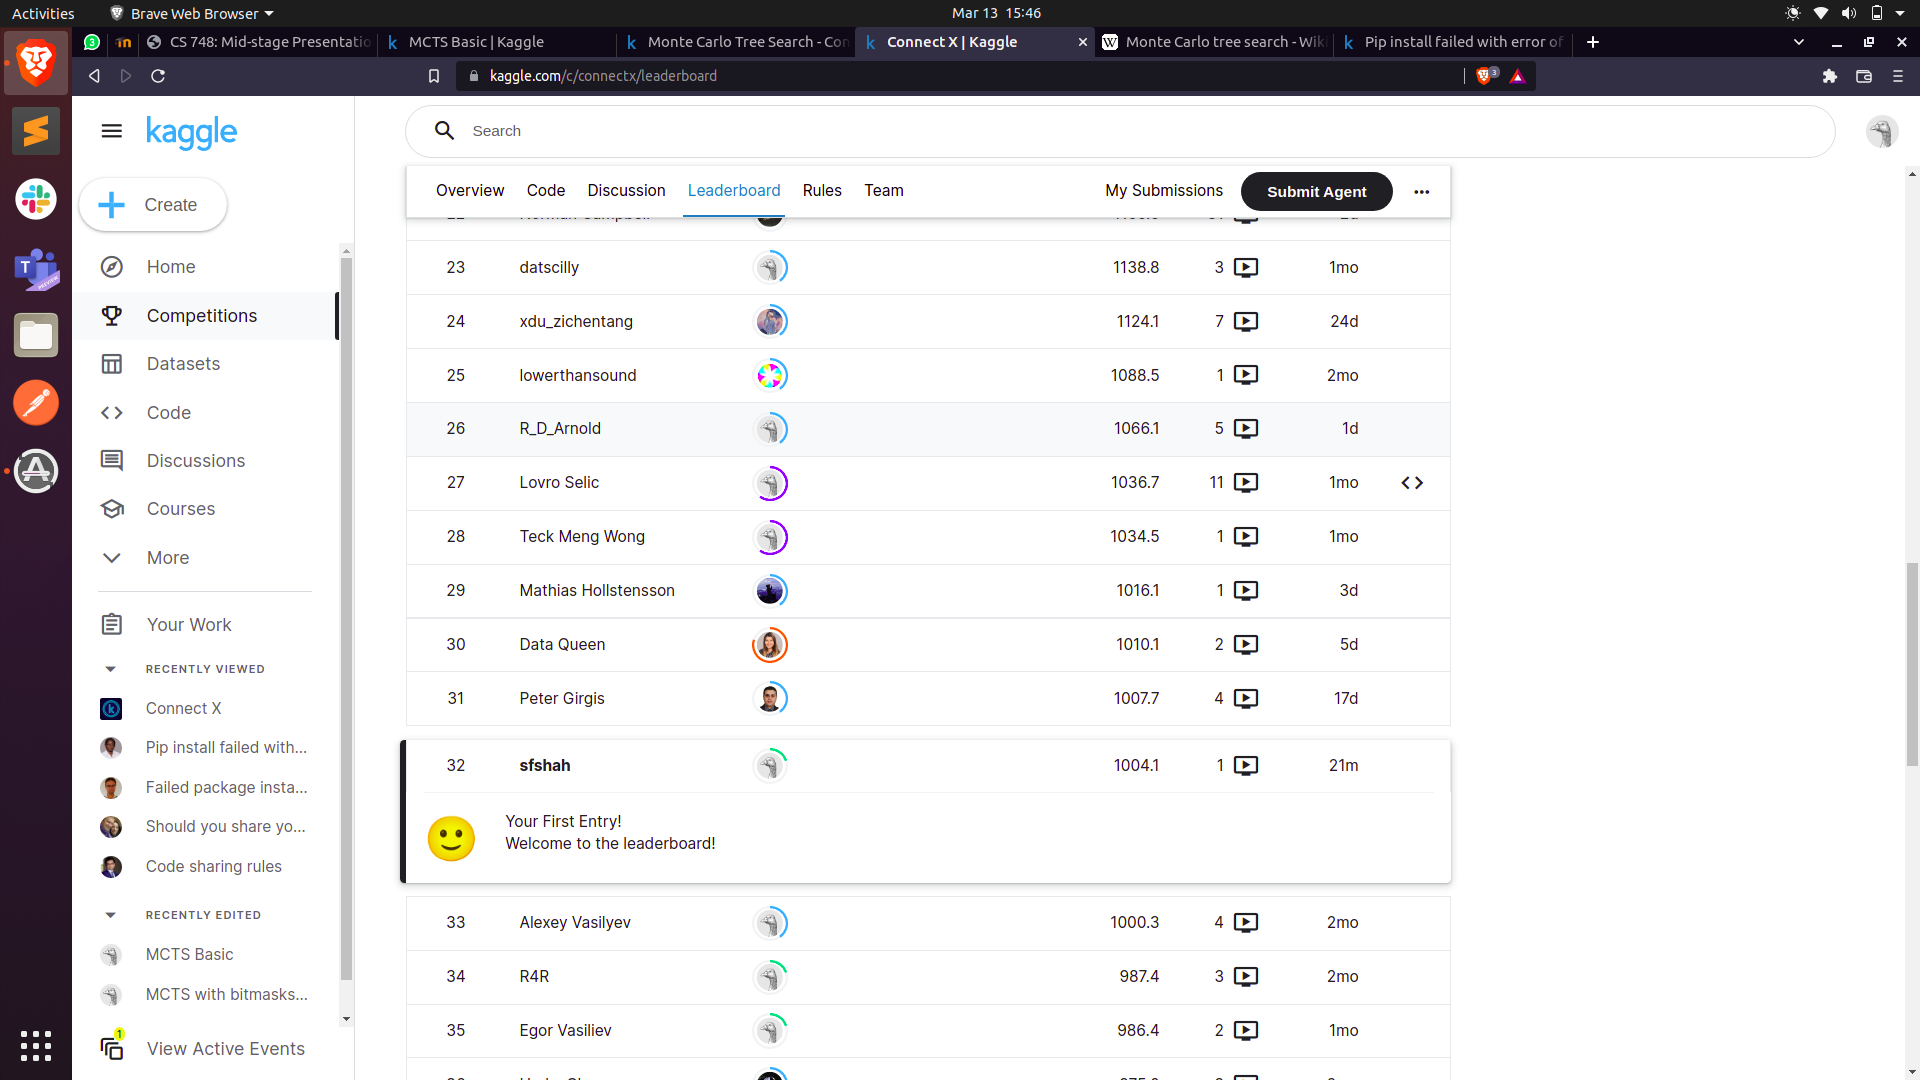 Activities
Brave Web Browser
Mar 13 15:46
CS 748: Mid-stage Presentatio
MCTS Basic | Kaggle
Monte Carlo Tree Search - Con
Connect X | Kaggle
Monte Carlo tree search - Wiki
Pip install failed with error of
kaggle.com/c/connectx/leaderboard
3
kaggle
Search
Create
Home
Competitions
Datasets
Code
Discussions
Courses
More
Your Work
RECENTLY VIEWED
Connect X
Pip install failed with...
Failed package insta...
Should you share yo...
Code sharing rules
RECENTLY EDITED
MCTS Basic
MCTS with bitmasks...
1
View Active Events
Overview Code Discussion Leaderboard Rules Team My Submissions Submit Agent
23 datscilly 1138.8 3 1mo
24 xdu_zichentang 1124.1 7 24d
25 lowerthansound 1088.5 1 2mo
26 R_D_Arnold 1066.1 5 1d
27 Lovro Selic 1036.7 11 1mo
28 Teck Meng Wong 1034.5 1 1mo
29 Mathias Hollstensson 1016.1 1 3d
30 Data Queen 1010.1 2 5d
31 Peter Girgis 1007.7 4 17d
32 sfshah 1004.1 1 21m
Your First Entry!
Welcome to the leaderboard!
33 Alexey Vasilyev 1000.3 4 2mo
34 R4R 987.4 3 2mo
35 Egor Vasiliev 986.4 2 1mo